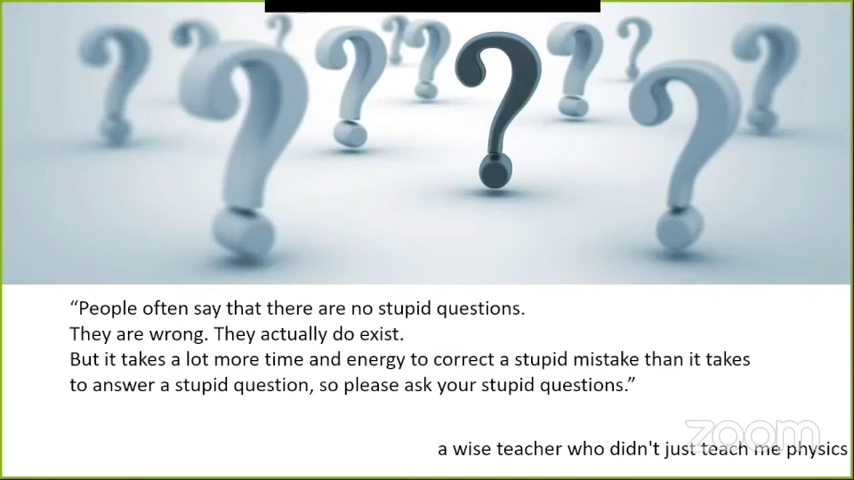 “People often say that there are no stupid questions.
They are wrong. They actually do exist.
But it takes a lot more time and energy to correct a stupid mistake than it takes
to answer a stupid question, so please ask your stupid questions.”
zoom
a wise teacher who didn't just teach me physics